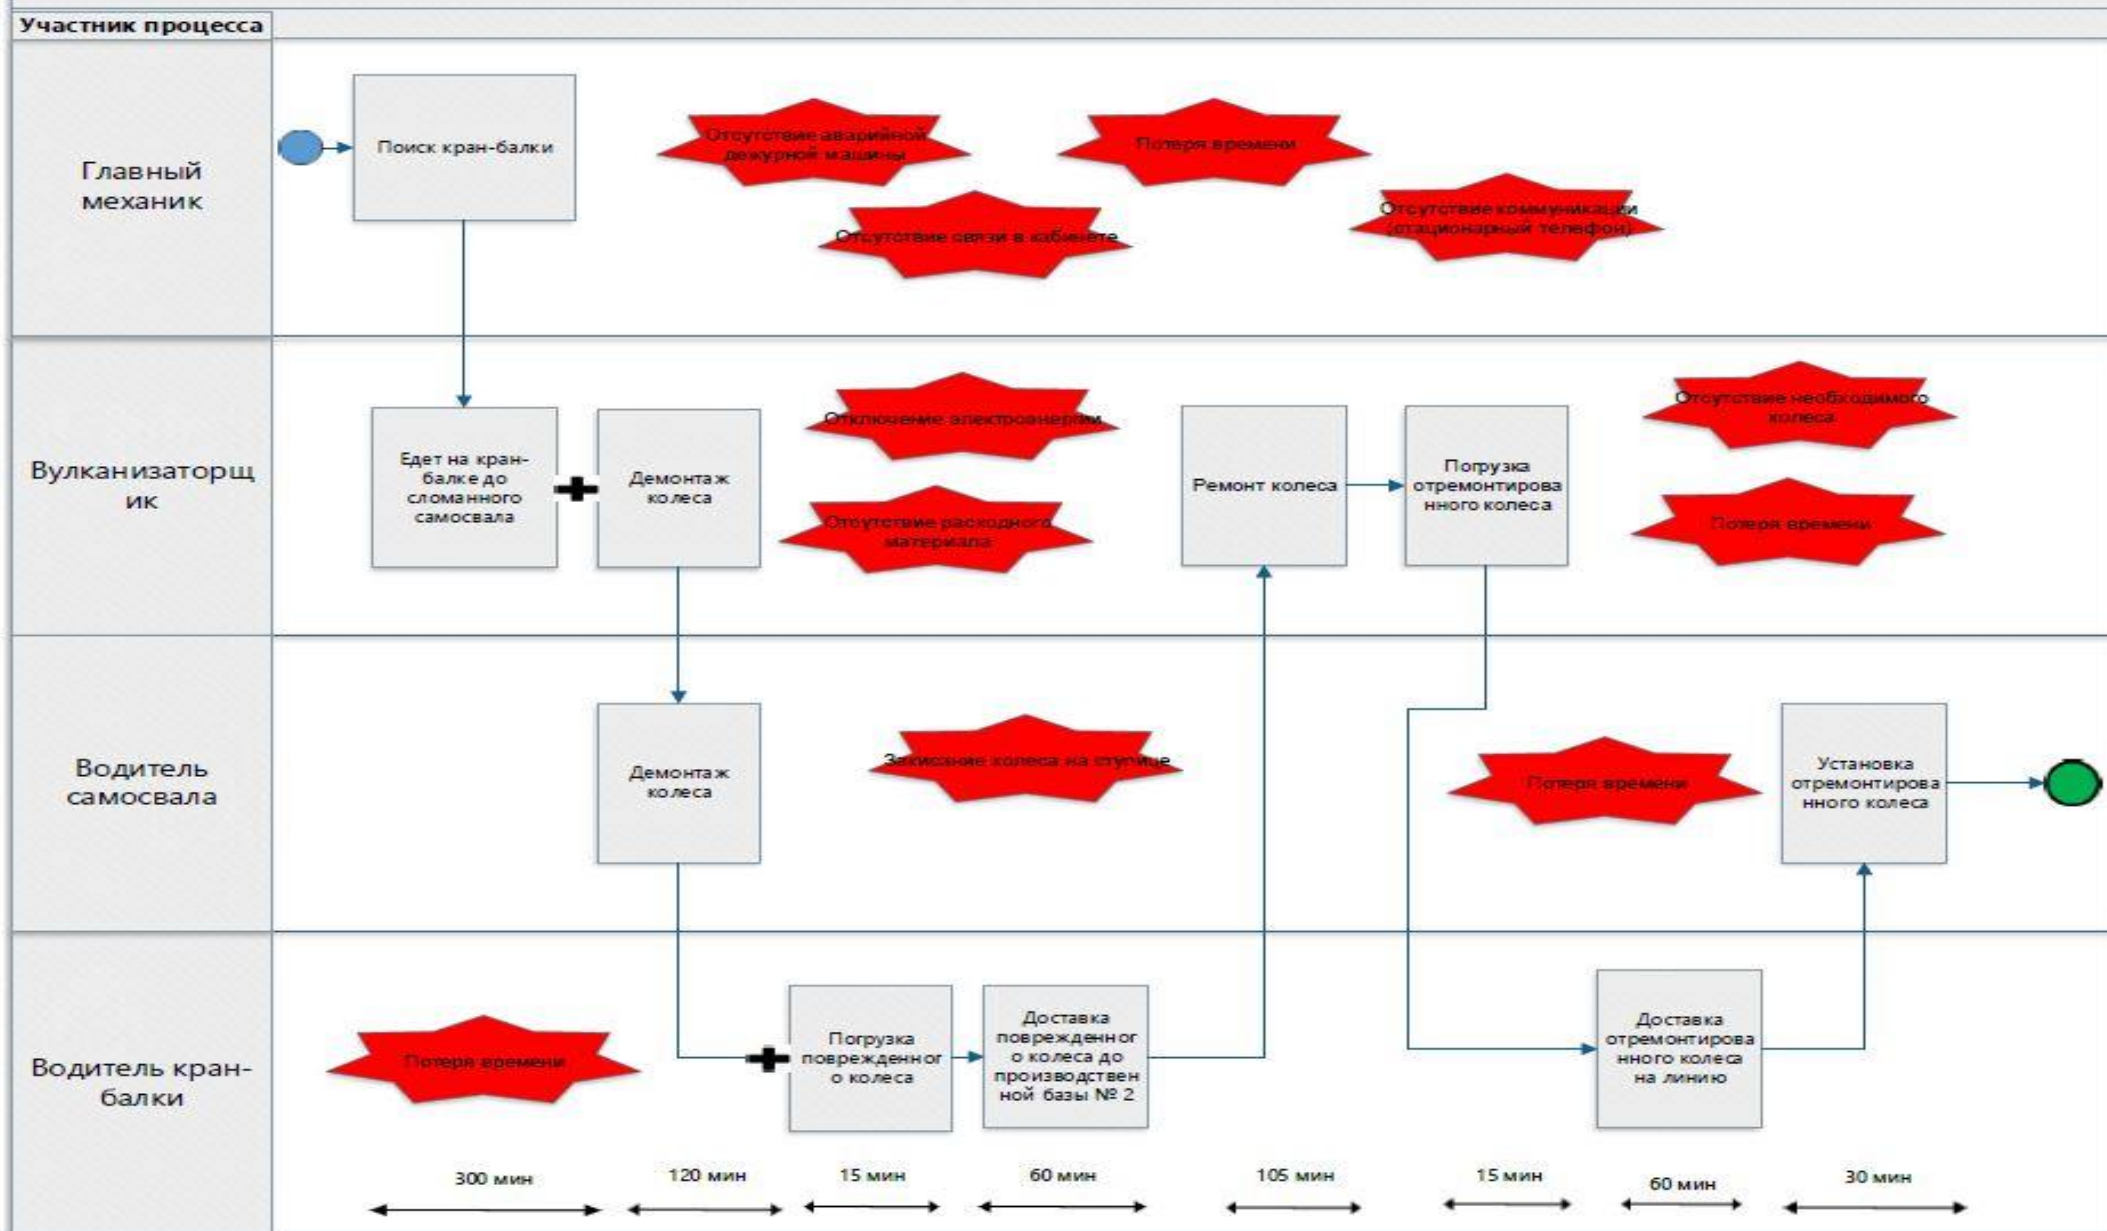 Участник процесса
Главный
механик
Поиск кран-балки
Отсутствие аварийной
дежурной машины
Потеря времени
Отсутствие связи в кабинете
Отсутствие коммуникации
(стационарный телефон)
Вулканизаторщ
ик
Едет на кран-
балке до
сломанного
самосвала
Демонтаж
колеса
Отключение электроэнергии
Отсутствие расходного
материала
Ремонт колеса
Погрузка
отремонтирова
нного колеса
Отсутствие необходимого
колеса
Потеря времени
Водитель
самосвала
Демонтаж
колеса
Закисание колеса на ступице
Потеря времени
Установка
отремонтирова
нного колеса
Водитель кран-
балки
Потеря времени
Погрузка
поврежденног
о колеса
Доставка
поврежденног
о колеса до
производствен
ной базы № 2
Доставка
отремонтирова
нного колеса
на линию
300 мин
120 мин
15 мин
60 мин
105 мин
15 мин
60 мин
30 мин